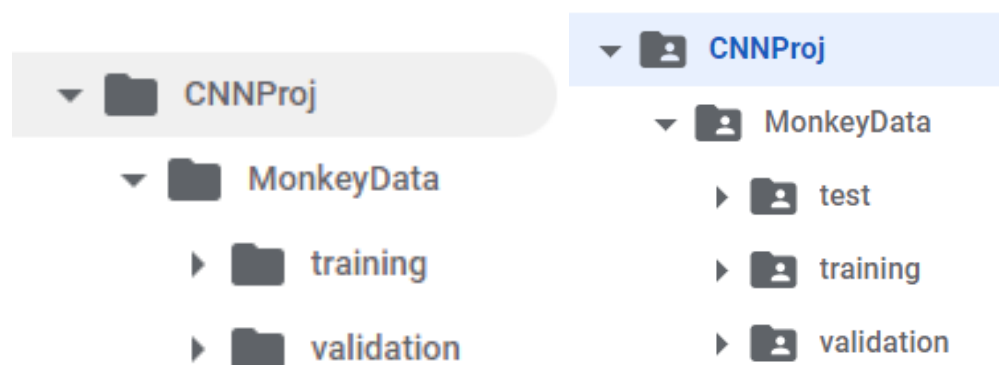 CNNProj
MonkeyData
training
validation
CNNProj
MonkeyData
test
training
validation